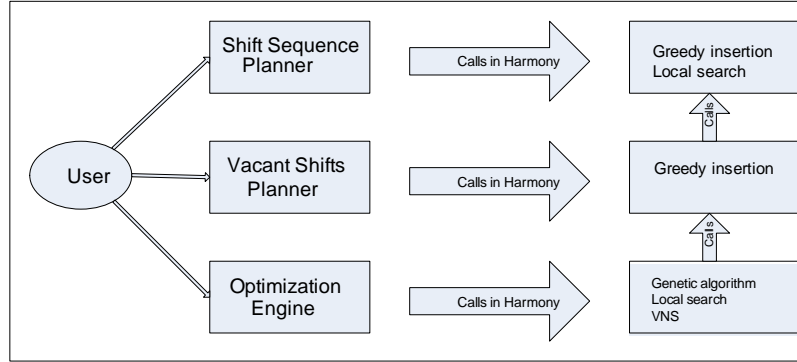 Shift Sequence
Planner
Calls in Harmony
Greedy insertion
Local search
Calls
User
Vacant Shifts
Planner
Calls in Harmony
Greedy insertion
Calls
Optimization
Engine
Calls in Harmony
Genetic algorithm
Local search
VNS